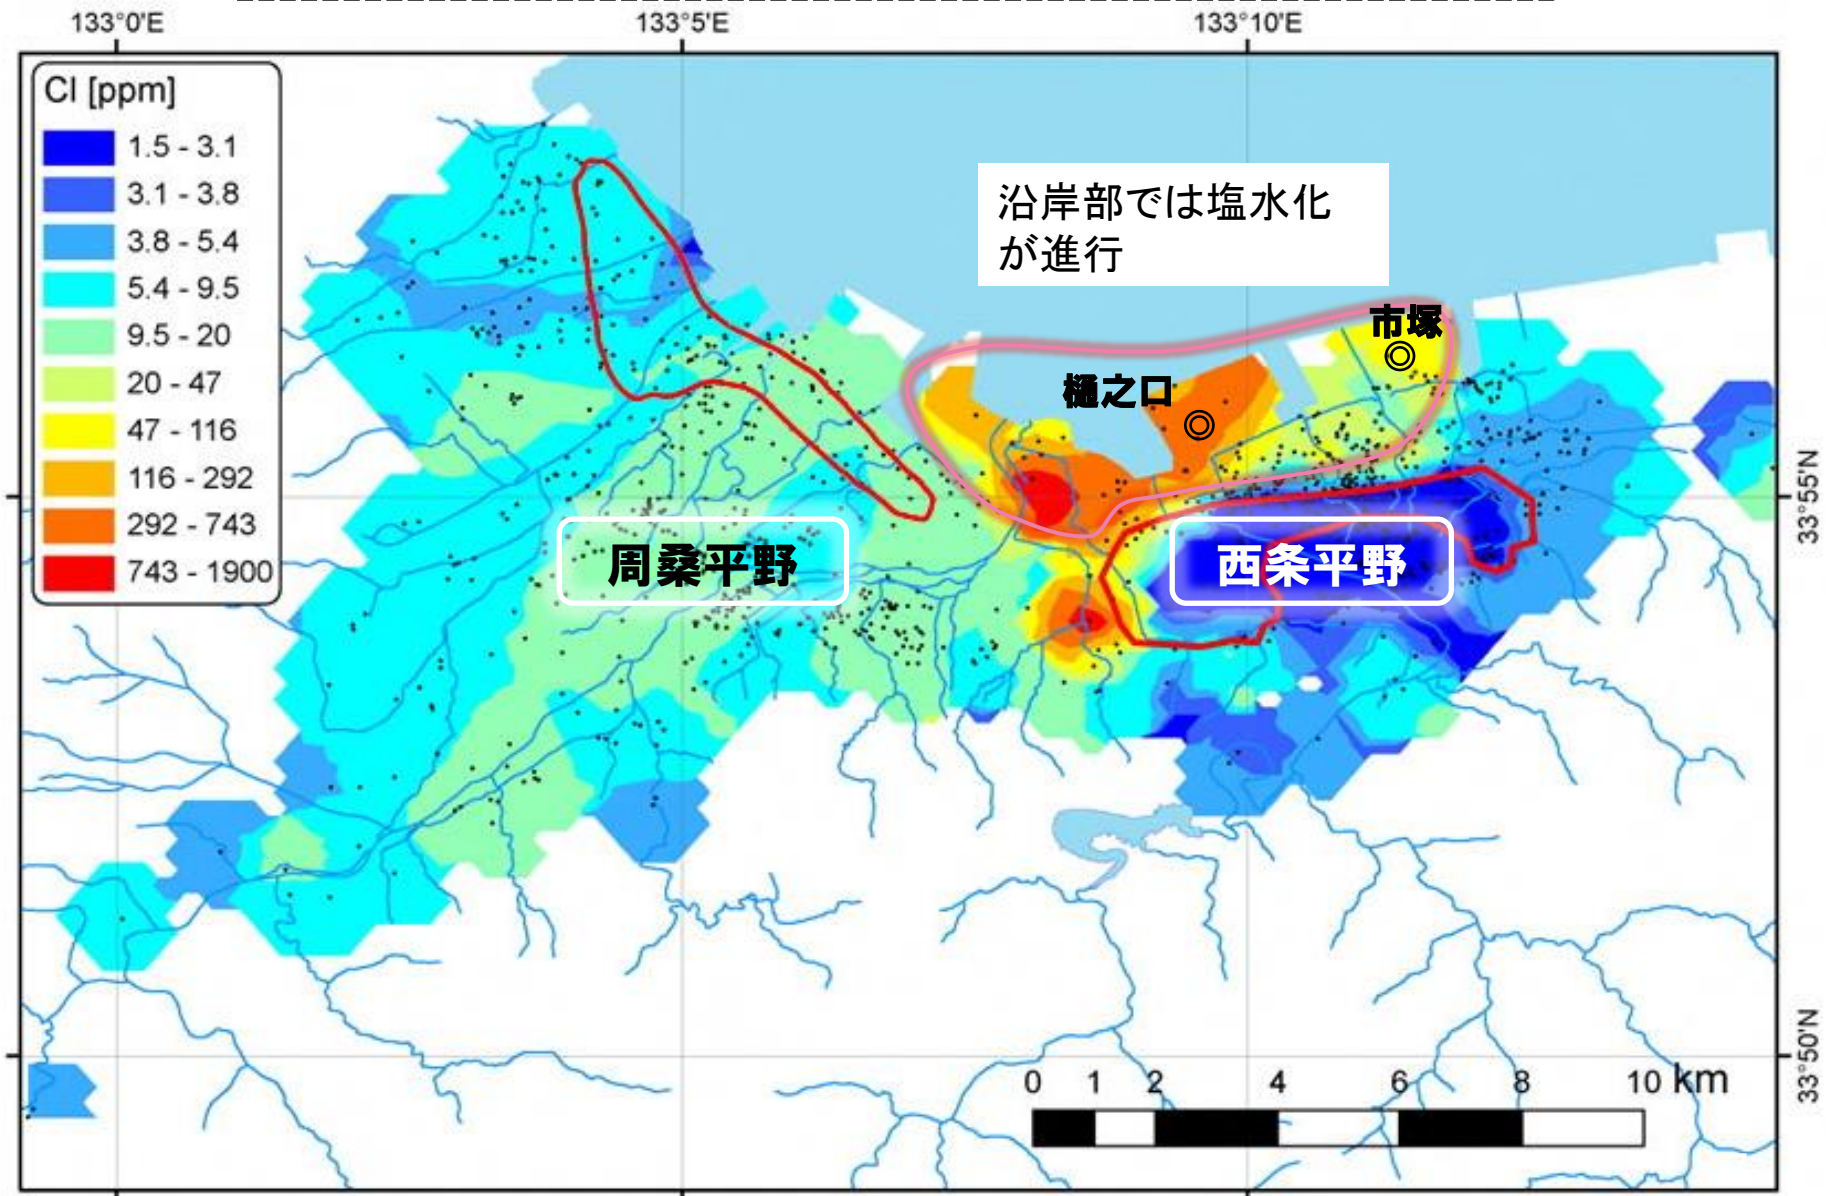 133°0'E
133°5'E
133°10'E
Cl [ppm]
1.5 - 3.1
3.1 - 3.8
3.8 - 5.4
5.4 - 9.5
9.5 - 20
20 - 47
47 - 116
116 - 292
292 - 743
743 - 1900
沿岸部では塩水化
が進行
市塚
樋之口
周桑平野
西条平野
33°55'N
33°50'N
0 1 2 4 6 8 10 km